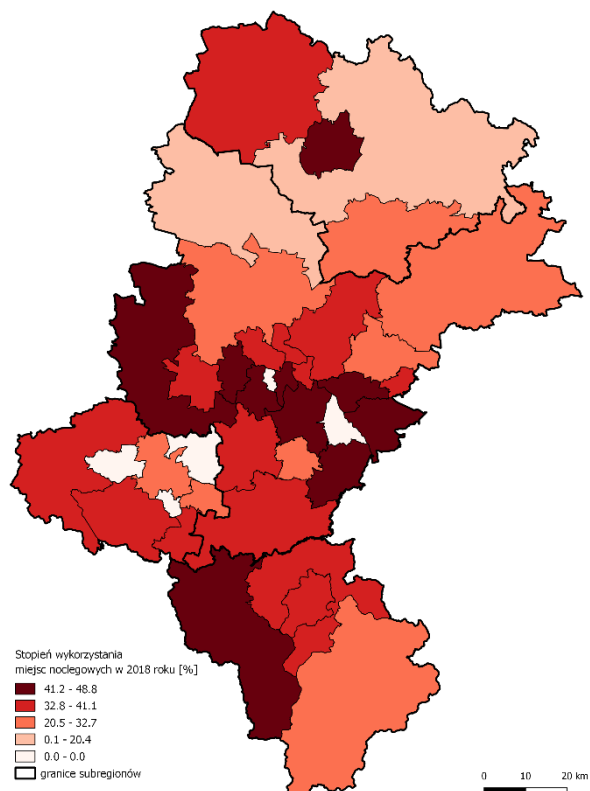 Stopień wykorzystania
miejsc noclegowych w 2018 roku [%]
41.2 - 48.8
32.8 - 41.1
20.5 - 32.7
0.1 - 20.4
0.0 - 0.0
granice subregionów
0 10 20 km